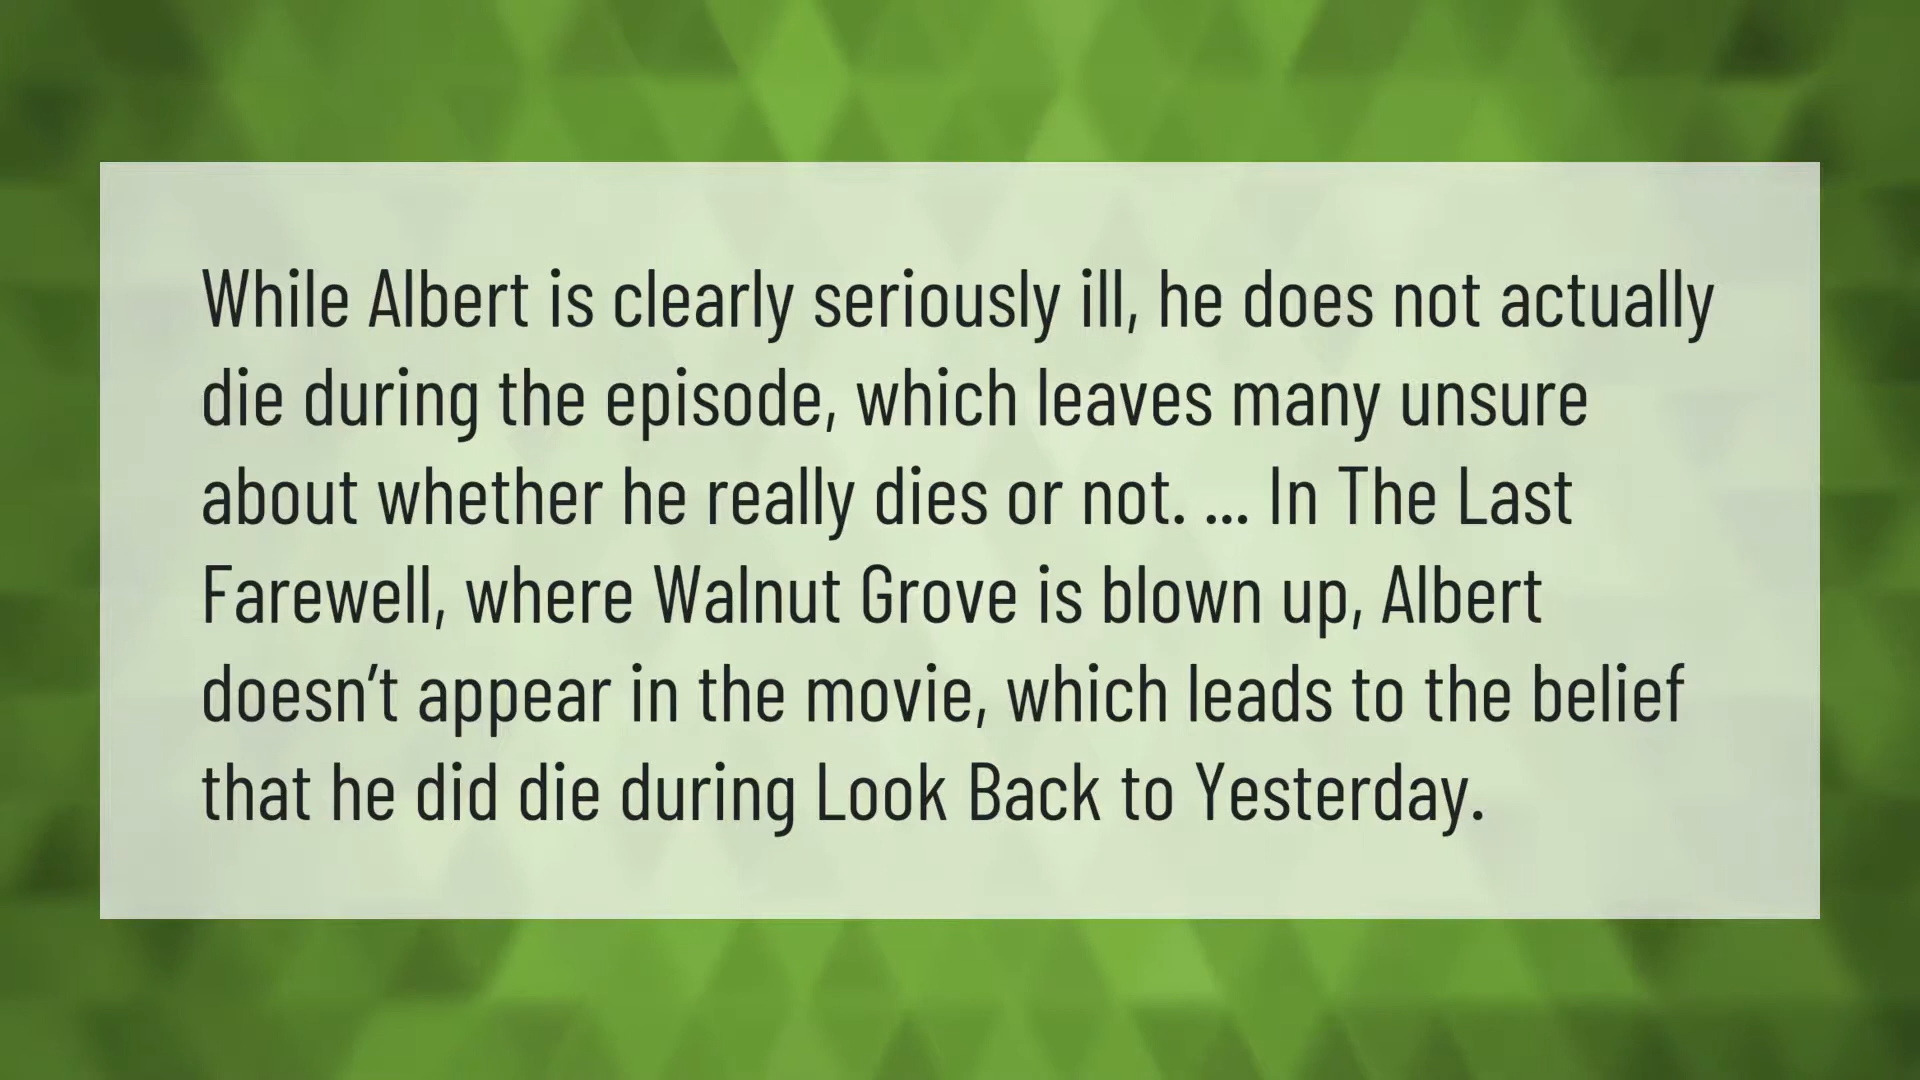 While Albert is clearly seriously ill, he does not actually
die during the episode, which leaves many unsure
about whether he really dies or not. ... In The Last
Farewell, where Walnut Grove is blown up, Albert
doesn’t appear in the movie, which leads to the belief
that he did die during Look Back to Yesterday.